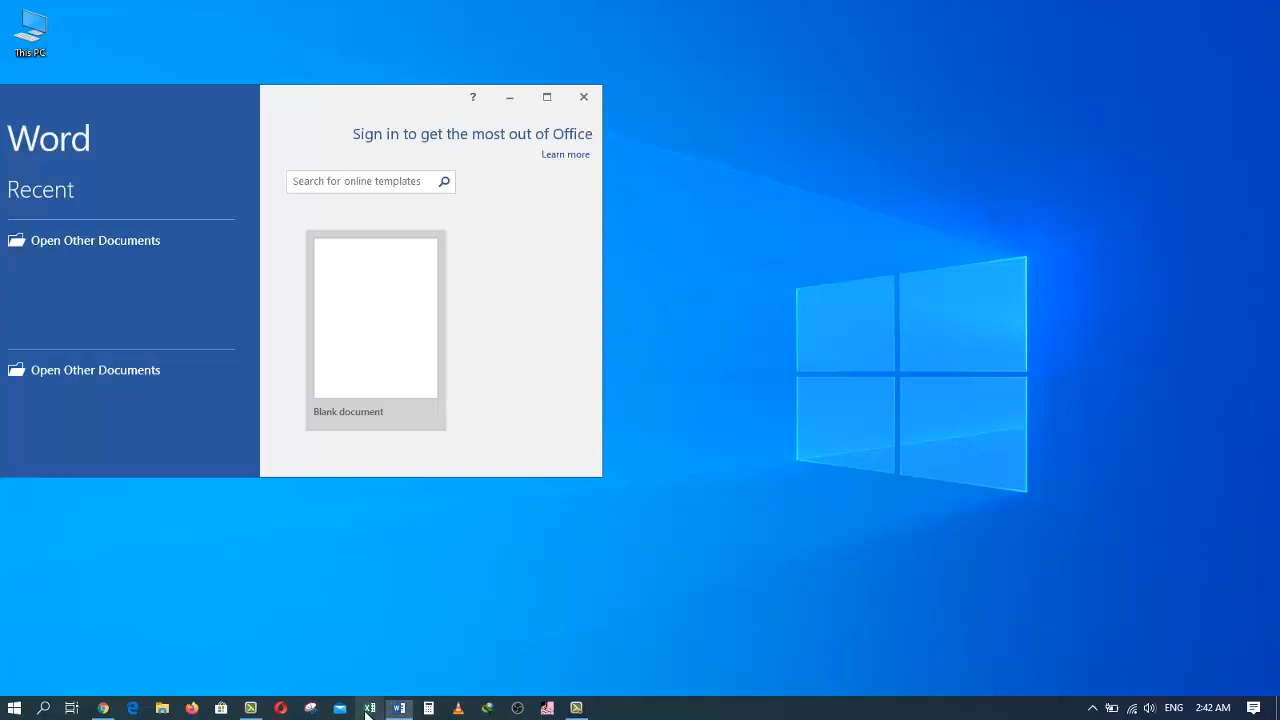 This PC
?
Word
Sign in to get the most out of Office
Learn more
Recent
Search for online templates
Open Other Documents
Open Other Documents
Blank document
ENG
2:42 AM